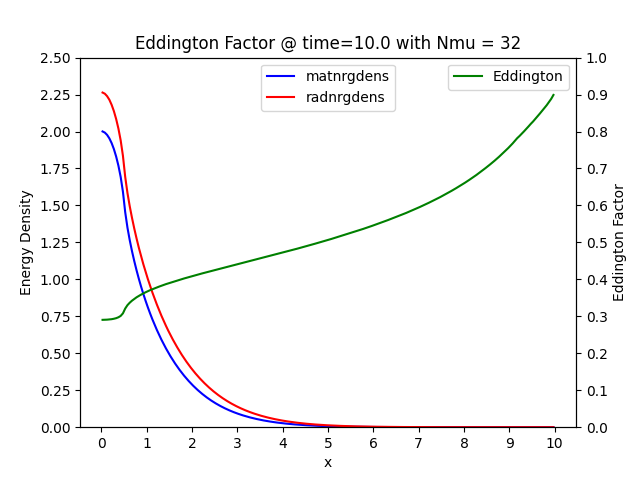 Eddington Factor @ time=10.0 with Nmu = 32
matnrgdens
radnrgdens
Eddington
Energy Density
2.50
2.25
2.00
1.75
1.50
1.25
1.00
0.75
0.50
0.25
0.00
1.0
0.9
0.8
0.7
0.6
0.5
0.4
0.3
0.2
0.1
0.0
Eddington Factor
0 1 2 3 4 5 6 7 8 9 10
x